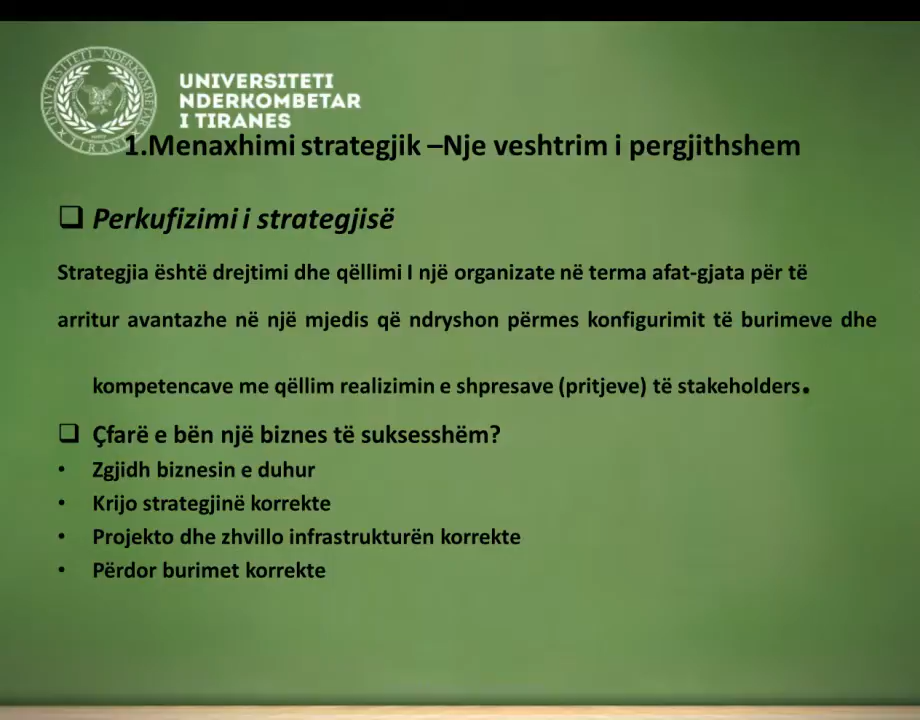 UNIVERSITETI
NDERKOMBETAR
I TIRANES
1.Menaxhimi strategjik –Nje veshtrim i pergjithshem
Perkufizimi i strategjisë
Strategjia është drejtimi dhe qëllimi I një organizate në terma afat-gjata për të
arritur avantazhe në një mjedis që ndryshon përmes konfigurimit të burimeve dhe
kompetencave me qëllim realizimin e shpresave (pritjeve) të stakeholders.
Çfarë e bën një biznes të suksesshëm?
• Zgjidh biznesin e duhur
• Krijo strategjinë korrekte
• Projekto dhe zhvillo infrastrukturën korrekte
• Përdor burimet korrekte